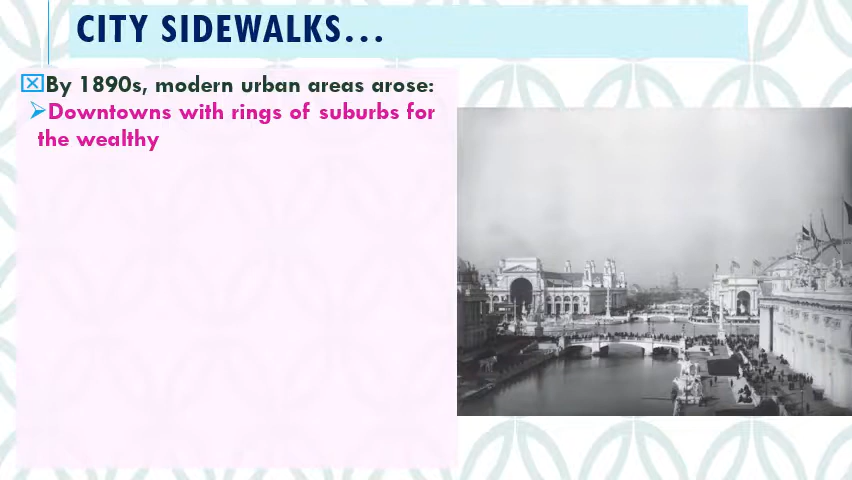 CITY SIDEWALKS...
By 1890s, modern urban areas arose:
Downtowns with rings of suburbs for
the wealthy